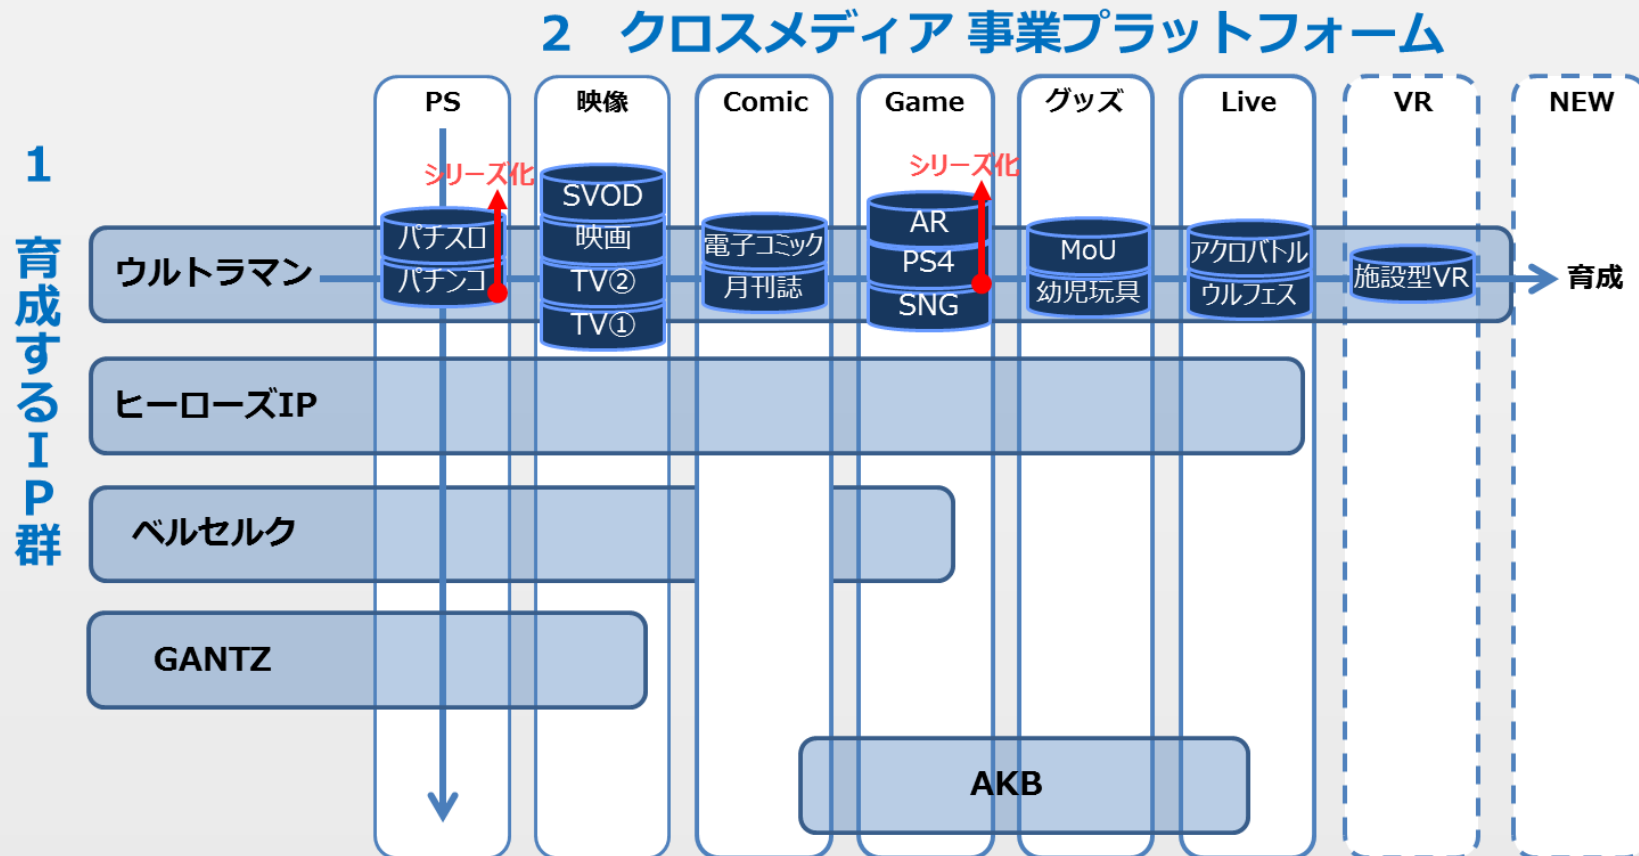 2 クロスメディア 事業プラットフォーム
1 育成するIP群
PS
映像
Comic
Game
グッズ
Live
VR
NEW
シリーズ化
シリーズ化
ウルトラマン
パチスロ
パチンコ
SVOD
映画
TV②
TV①
電子コミック
月刊誌
AR
PS4
SNG
MoU
幼児玩具
アクロバトル
ウルフェス
施設型VR
育成
ヒーローズIP
ベルセルク
GANTZ
AKB